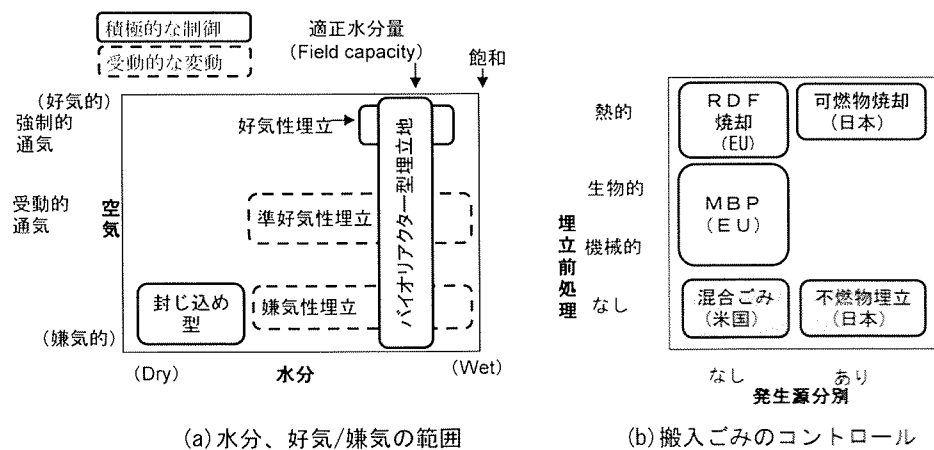 積極的な制御
受動的な変動
適正水分量
(Field capacity)
飽和
(好気的)
強制的
通気
受動的
通気
(嫌気的)
空気
好気性埋立
準好気性埋立
嫌気性埋立
封じ込め
型
バイオリアクター型埋立地
(Dry)
水分
(Wet)
(a)水分、好気/嫌気の範囲
熱的
生物的
機械的
なし
埋立前処理
RDF
焼却
(EU)
可燃物焼却
(日本)
MBP
(EU)
混合ごみ
(米国)
不燃物埋立
(日本)
なし
あり
発生源分別
(b)搬入ごみのコントロール